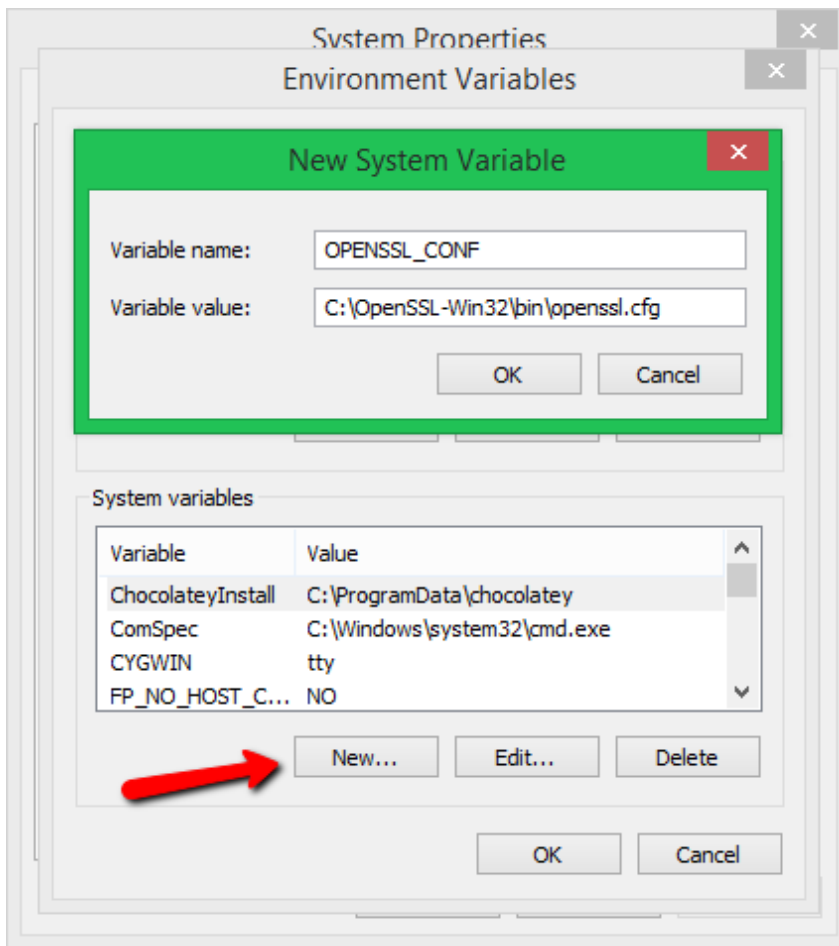 System Properties
Environment Variables
New System Variable
Variable name: OPENSSL_CONF
Variable value: C:\OpenSSL-Win32\bin\openssl.cfg
OK Cancel
System variables
Variable Value
ChocolateyInstall C:\ProgramData\chocolatey
ComSpec C:\Windows\system32\cmd.exe
CYGWIN tty
FP_NO_HOST_C... NO
New... Edit... Delete
OK Cancel